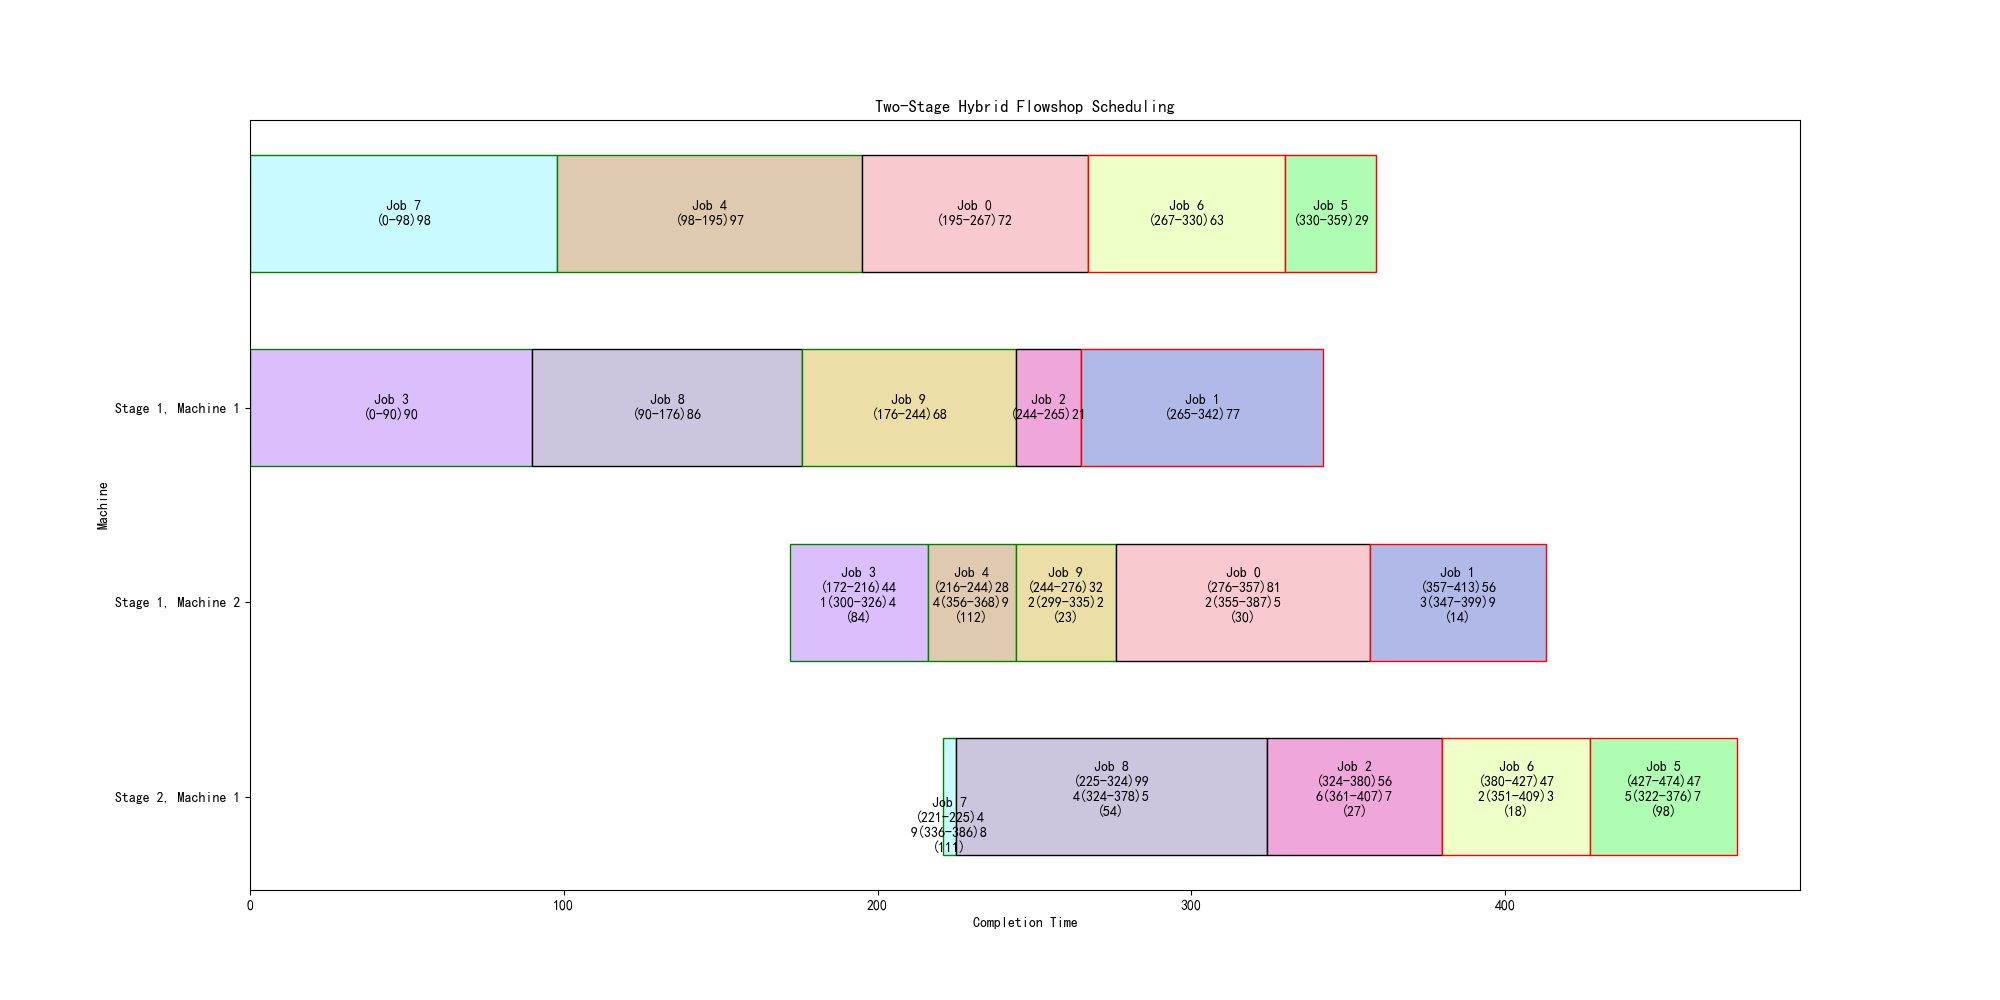 Two-Stage Hybrid Flowshop Scheduling
Job 7
(0-98)98
Job 4
(98-195)97
Job 0
(195-267)72
Job 6
(267-330)63
Job 5
(330-359)29
Stage 1, Machine 1
Job 3
(0-90)90
Job 8
(90-176)86
Job 9
(176-244)68
Job 2
(244-265)21
Job 1
(265-342)77
Machine
Stage 1, Machine 2
Job 3
(172-216)44
1(300-326)4
(84)
Job 4
(216-244)28
4(356-368)9
(112)
Job 9
(244-276)32
2(299-335)2
(23)
Job 0
(276-357)81
2(355-387)5
(30)
Job 1
(357-413)56
3(347-399)9
(14)
Stage 2, Machine 1
Job 7
(221-225)4
9(336-386)8
(111)
Job 8
(225-324)99
4(324-378)5
(54)
Job 2
(324-380)56
6(361-407)7
(27)
Job 6
(380-427)47
2(351-409)3
(18)
Job 5
(427-474)47
5(322-376)7
(98)
0
100
200
300
400
Completion Time